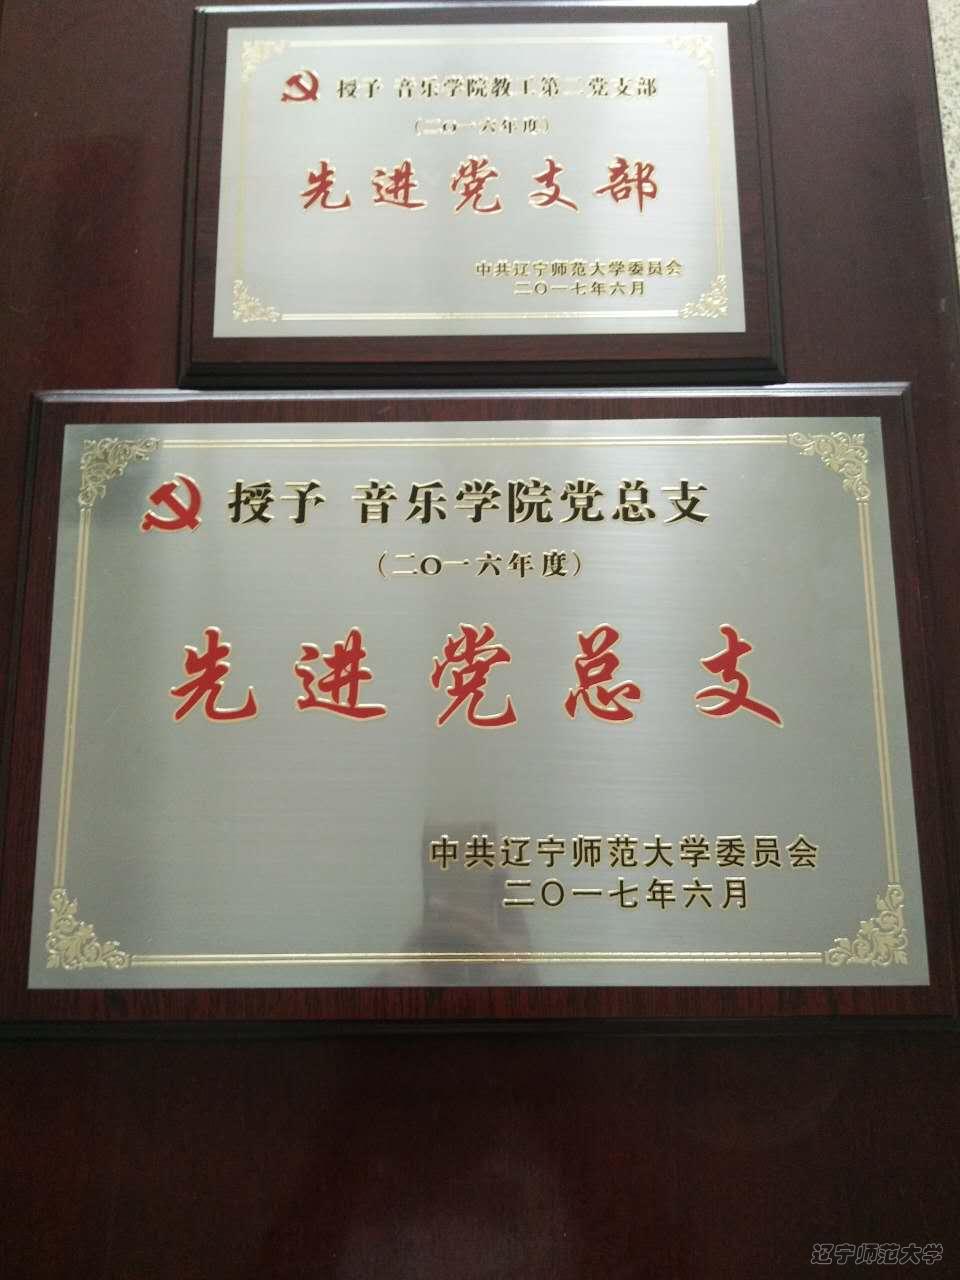 授予 音乐学院教工第二党支部
(二〇一六年度)
先进党支部
中共辽宁师范大学委员会
二〇一七年六月
授予 音乐学院党总支
(二〇一六年度)
先进党总支
中共辽宁师范大学委员会
二〇一七年六月
辽宁师范大学